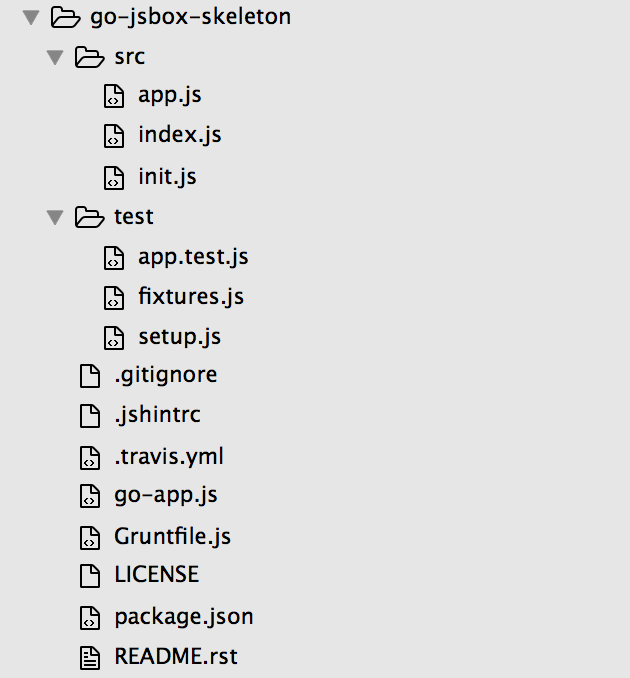 go-jsbox-skeleton
src
app.js
index.js
init.js
test
app.test.js
fixtures.js
setup.js
.gitignore
.jshintrc
.travis.yml
go-app.js
Gruntfile.js
LICENSE
package.json
README.rst